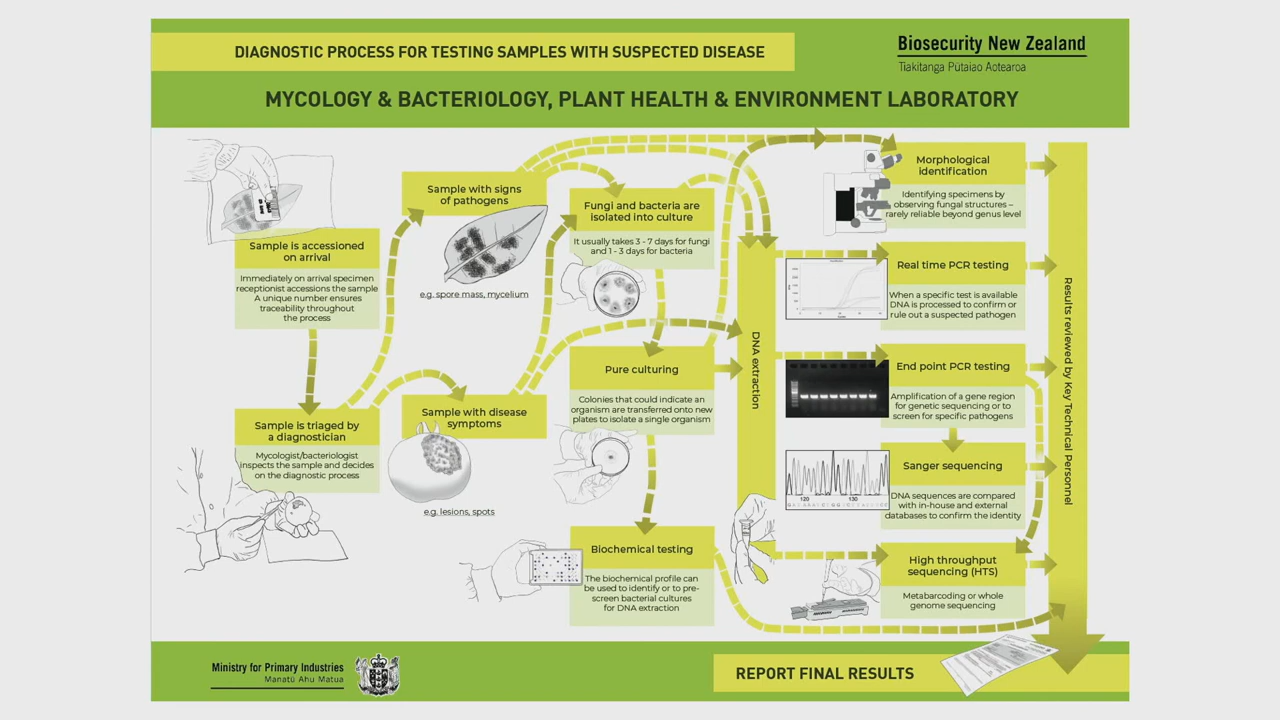 DIAGNOSTIC PROCESS FOR TESTING SAMPLES WITH SUSPECTED DISEASE
Biosecurity New Zealand
Tiakitanga Pūtaiao Aotearoa
MYCOLOGY & BACTERIOLOGY, PLANT HEALTH & ENVIRONMENT LABORATORY
Sample is accessioned
on arrival
Immediately on arrival specimen
receptionist accessions the sample
A unique number ensures
traceability throughout
the process
Sample is triaged by
a diagnostician
Mycologist/bacteriologist
inspects the sample and decides
on the diagnostic process
Sample with signs
of pathogens
e.g. spore mass, mycelium
Sample with disease
symptoms
e.g. lesions, spots
Fungi and bacteria are
isolated into culture
It usually takes 3 - 7 days for fungi
and 1 - 3 days for bacteria
Pure culturing
Colonies that could indicate an
organism are transferred onto new
plates to isolate a single organism
Biochemical testing
The biochemical profile can
be used to identify or to pre-
screen bacterial cultures
for DNA extraction
DNA extraction
Morphological
identification
Identifying specimens by
observing fungal structures –
rarely reliable beyond genus level
Real time PCR testing
When a specific test is available
DNA is processed to confirm or
rule out a suspected pathogen
End point PCR testing
Amplification of a gene region
for genetic sequencing or to
screen for specific pathogens
Sanger sequencing
120 130
DNA sequences are compared
with in-house and external
databases to confirm the identity
High throughput
sequencing (HTS)
Metabarcoding or whole
genome sequencing
Results reviewed by Key Technical Personnel
Ministry for Primary Industries
Manatū Ahu Matua
REPORT FINAL RESULTS